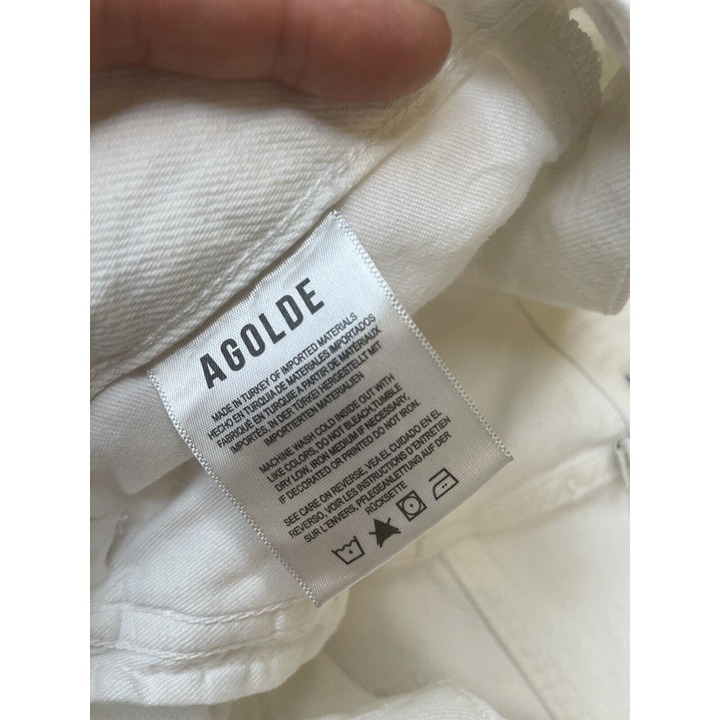 AGOLDE
MADE IN TURKEY OF IMPORTED MATERIALS
HECHO EN TURQUIA DE MATERIALES IMPORTADOS
FABRIQUÉ EN TURQUIE A PARTIR DE MATÉRIAUX
IMPORTÉS, IN DER TÜRKEI HERGESTELLT MIT
IMPORTIERTEN MATERIALIEN
MACHINE WASH COLD INSIDE OUT WITH
LIKE COLORS, DO NOT BLEACH, TUMBLE
DRY LOW, IRON MEDIUM IF NECESSARY.
IF DECORATED OR PRINTED DO NOT IRON.
SEE CARE ON REVERSE, VEA EL CUIDADO EN EL
REVERSO, VOIR LES INSTRUCTIONS D'ENTRETIEN
SUR L'ENVERS, PFLEGEANLEITUNG AUF DER
RÜCKSETTE